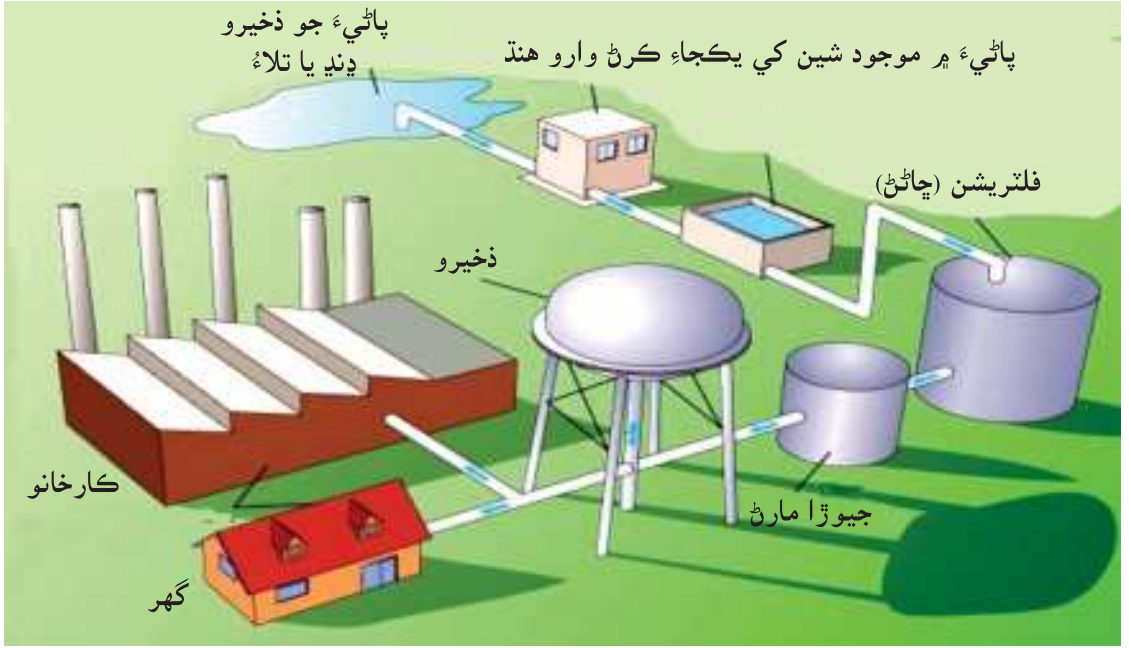 پاڻيءَ جو ذخيرو
ڍنڍ يا تلاءُ
پاڻيءَ ۾ موجود شين کي يڪجاءِ ڪرڻ وارو هنڌ
فلٽريشن (ڇاڻڻ)
ذخيرو
ڪارخانو
جيوڙا مارڻ
گهر